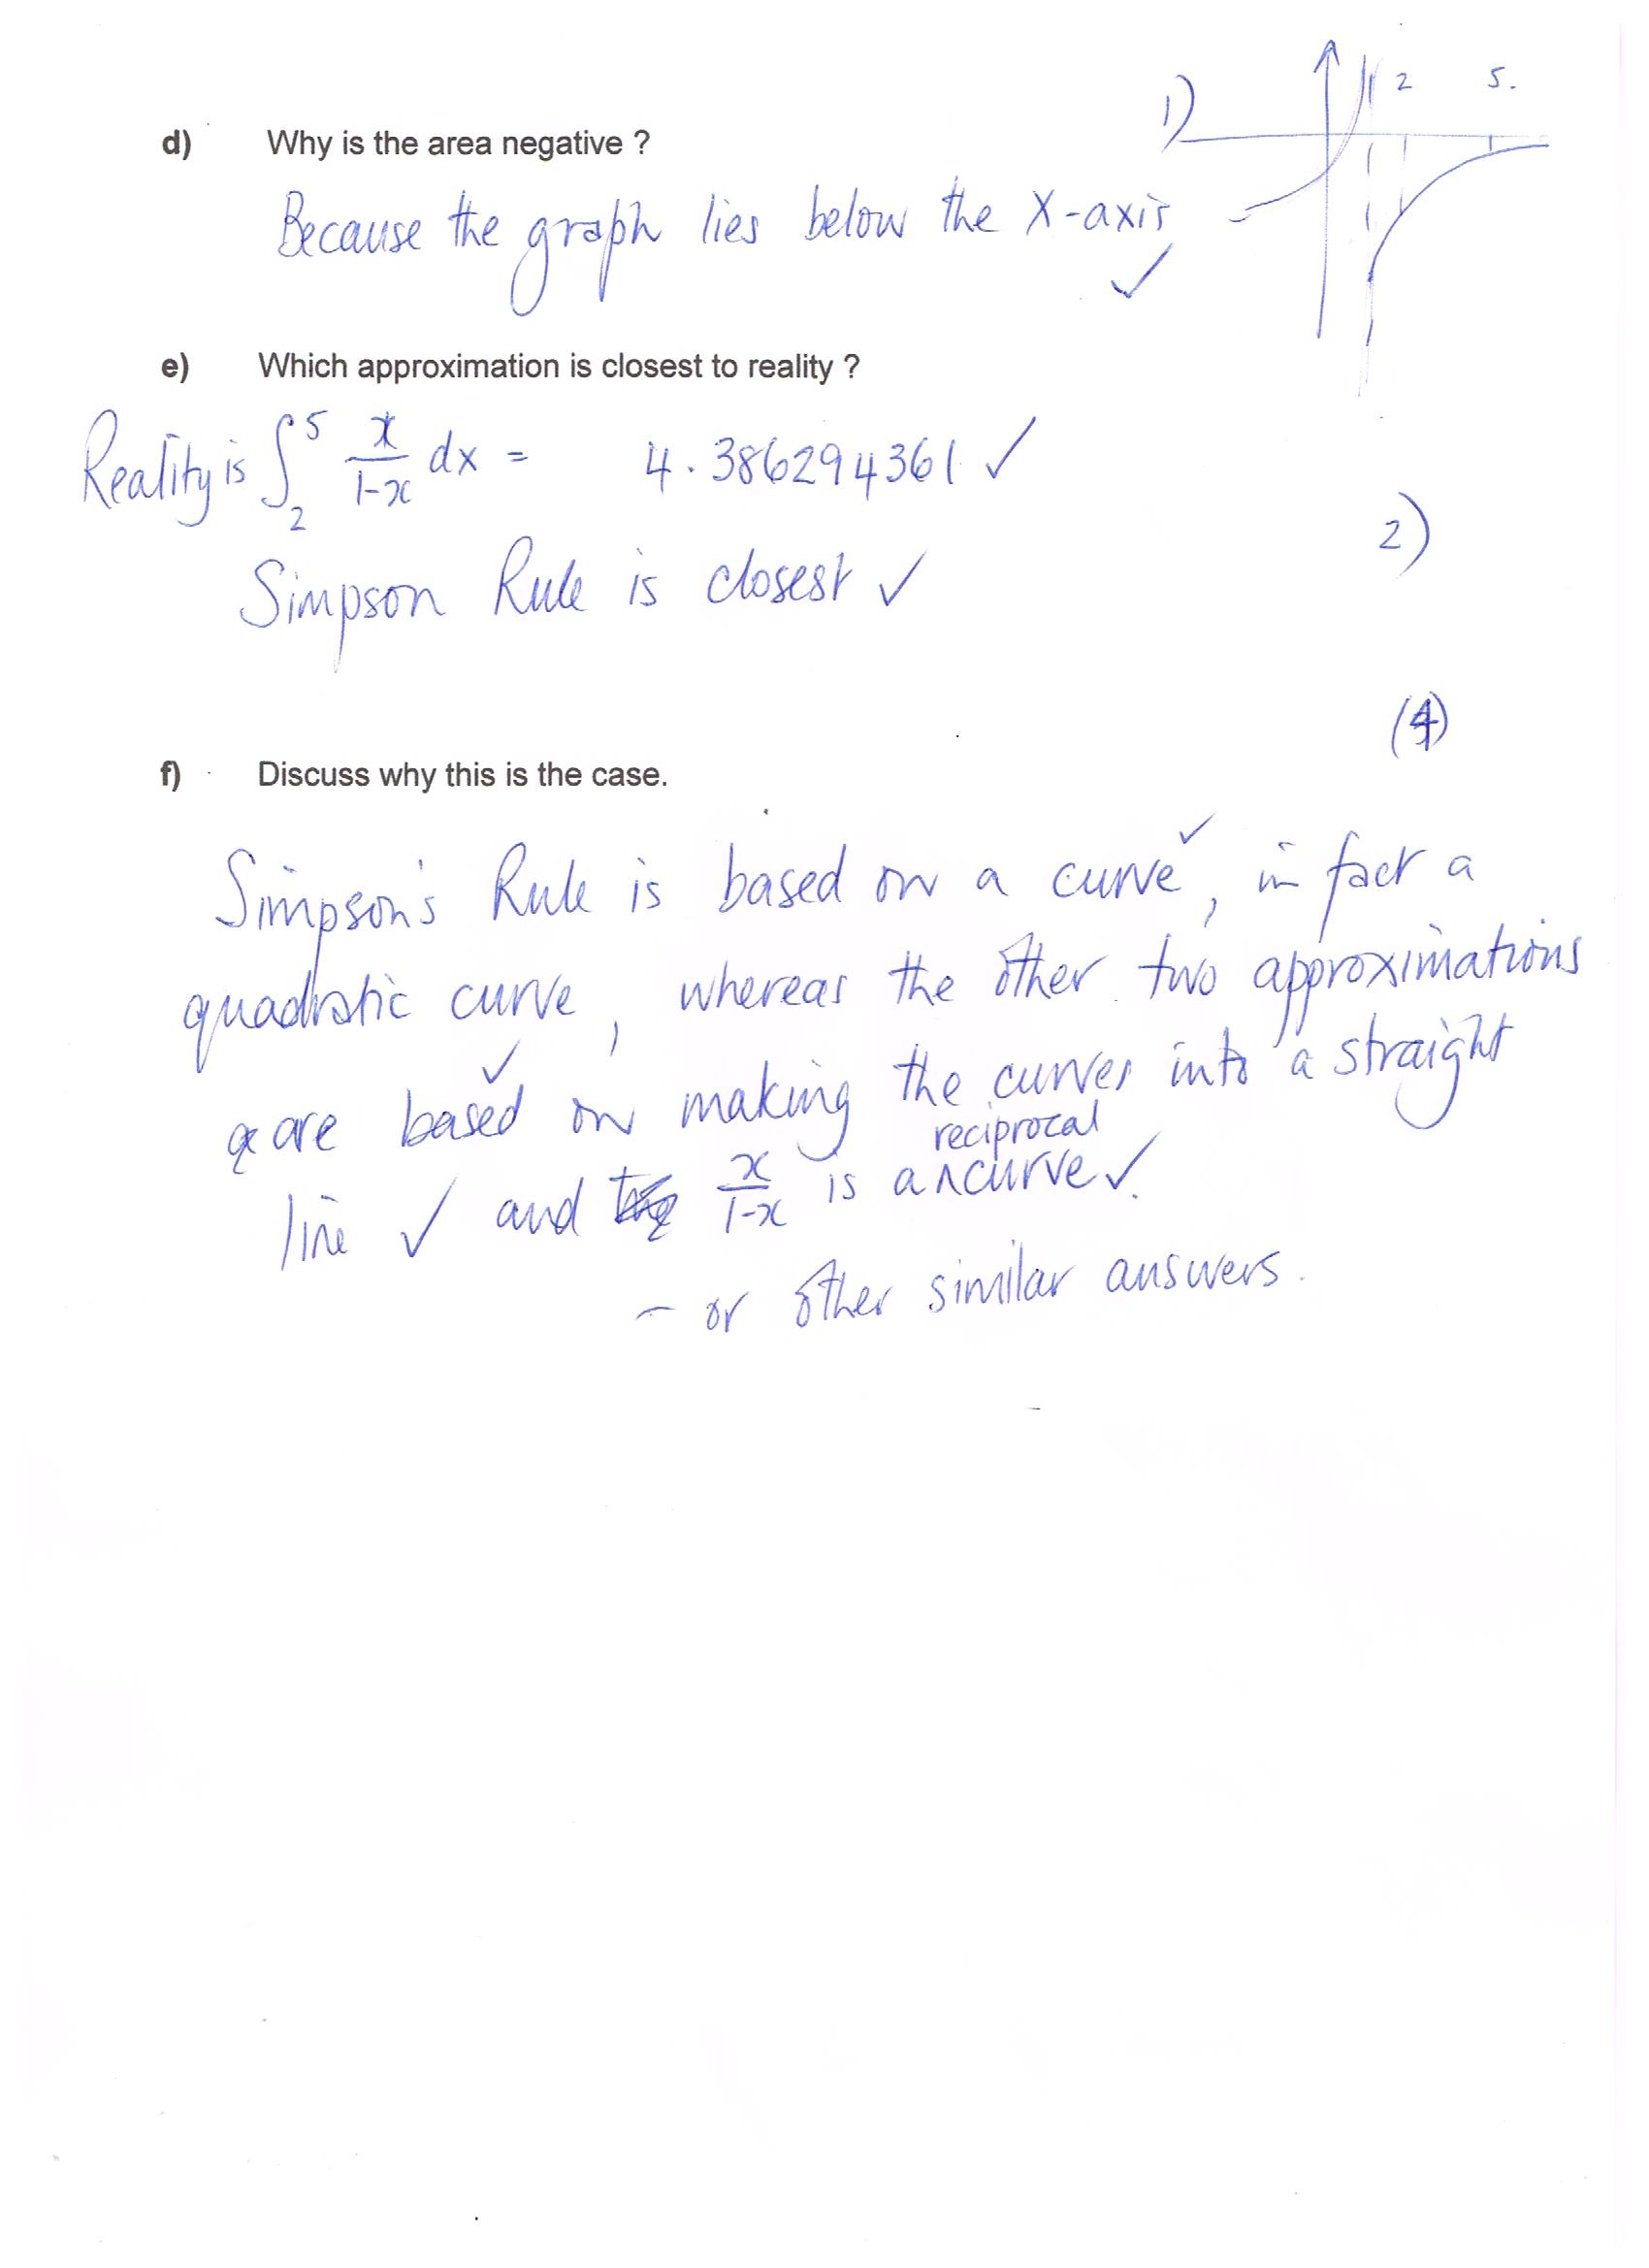 1)
2 5.
d) Why is the area negative ?
Because the graph lies below the x-axis
✓
e) Which approximation is closest to reality ?
Reality is ∫₂⁵ x/(1-x) dx = 4.386294361 ✓
2)
Simpson Rule is closest ✓
(4)
f) Discuss why this is the case.
Simpson's Rule is based on a curve ✓, in fact a
quadratic curve ✓, whereas the other two approximations
are based on making the curves into a straight
line ✓ and x/(1-x) is a reciprocal curve ✓.
– or other similar answers.